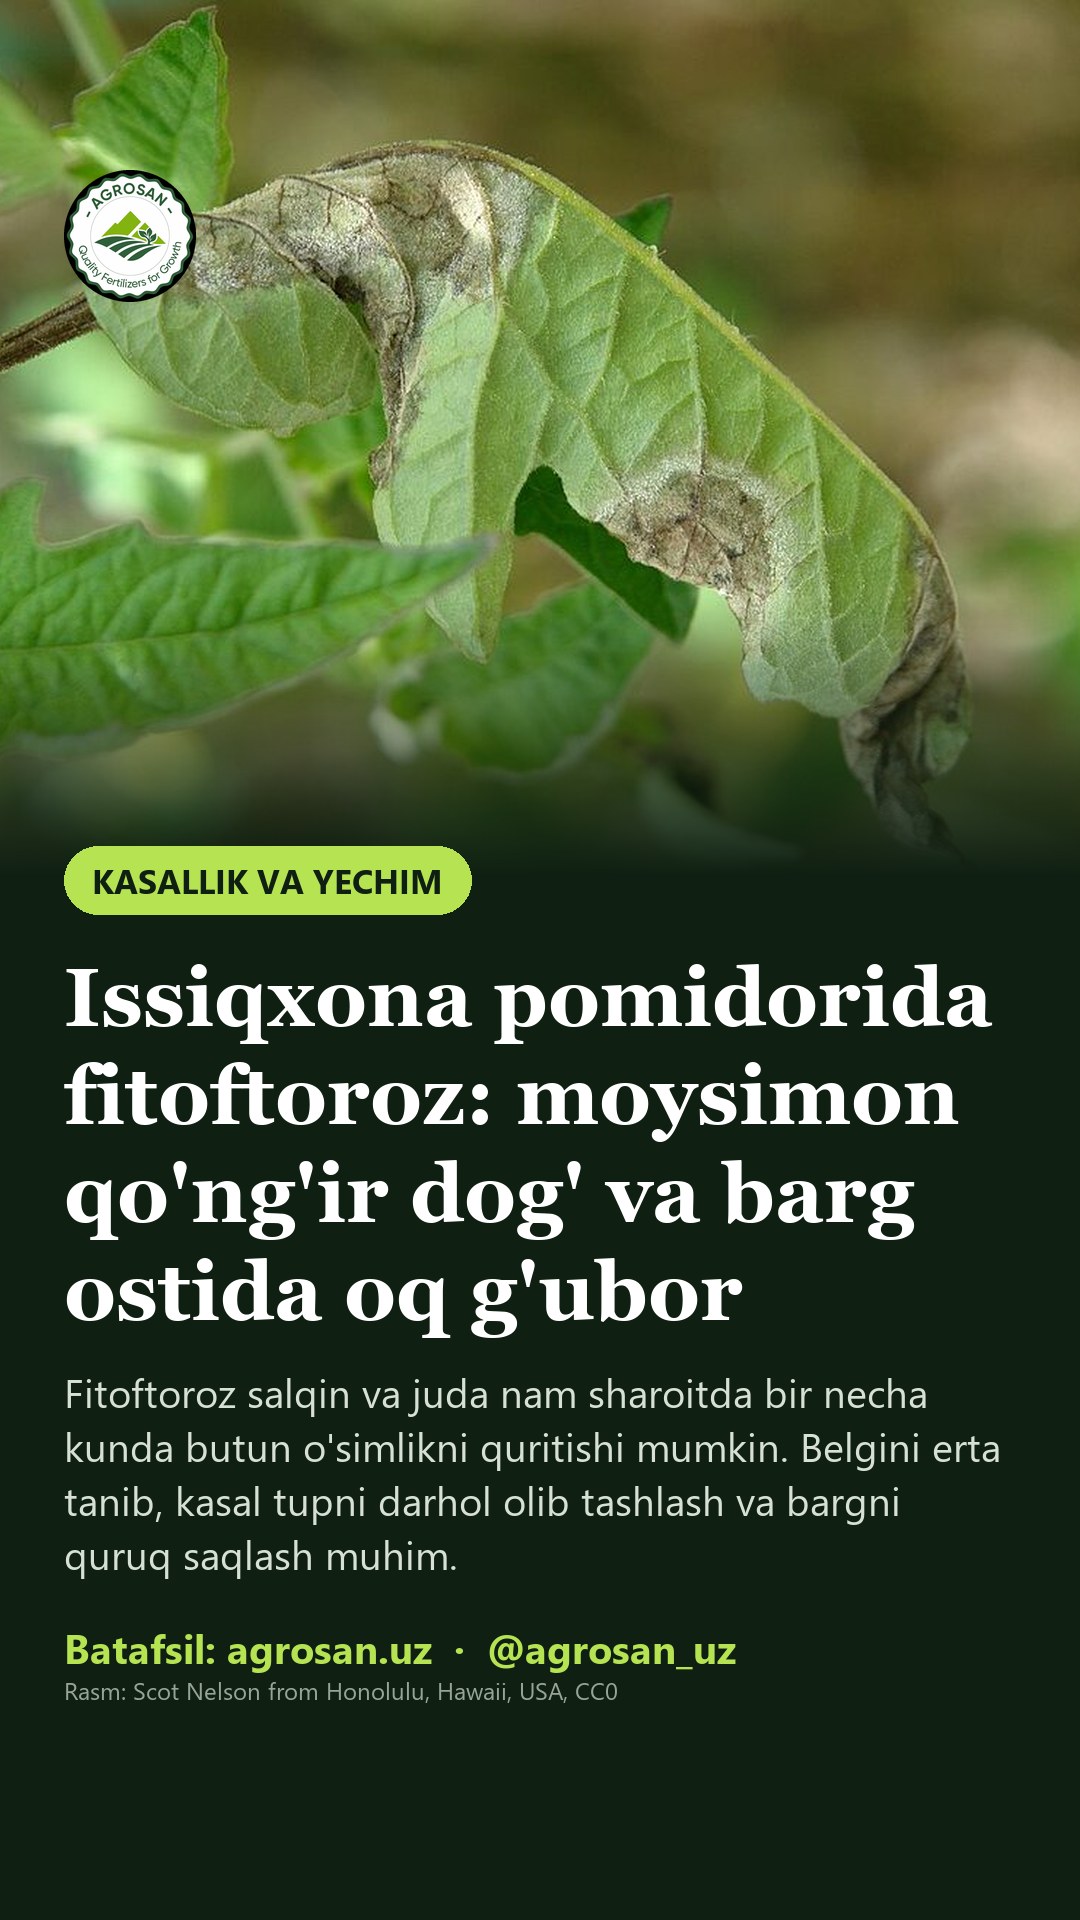 - AGROSAN -
Quality Fertilizers for Growth
KASALLIK VA YECHIM
Issiqxona pomidorida
fitoftoroz: moysimon
qo'ng'ir dog' va barg
ostida oq g'ubor
Fitoftoroz salqin va juda nam sharoitda bir necha
kunda butun o'simlikni quritishi mumkin. Belgini erta
tanib, kasal tupni darhol olib tashlash va bargni
quruq saqlash muhim.
Batafsil: agrosan.uz · @agrosan_uz
Rasm: Scot Nelson from Honolulu, Hawaii, USA, CC0